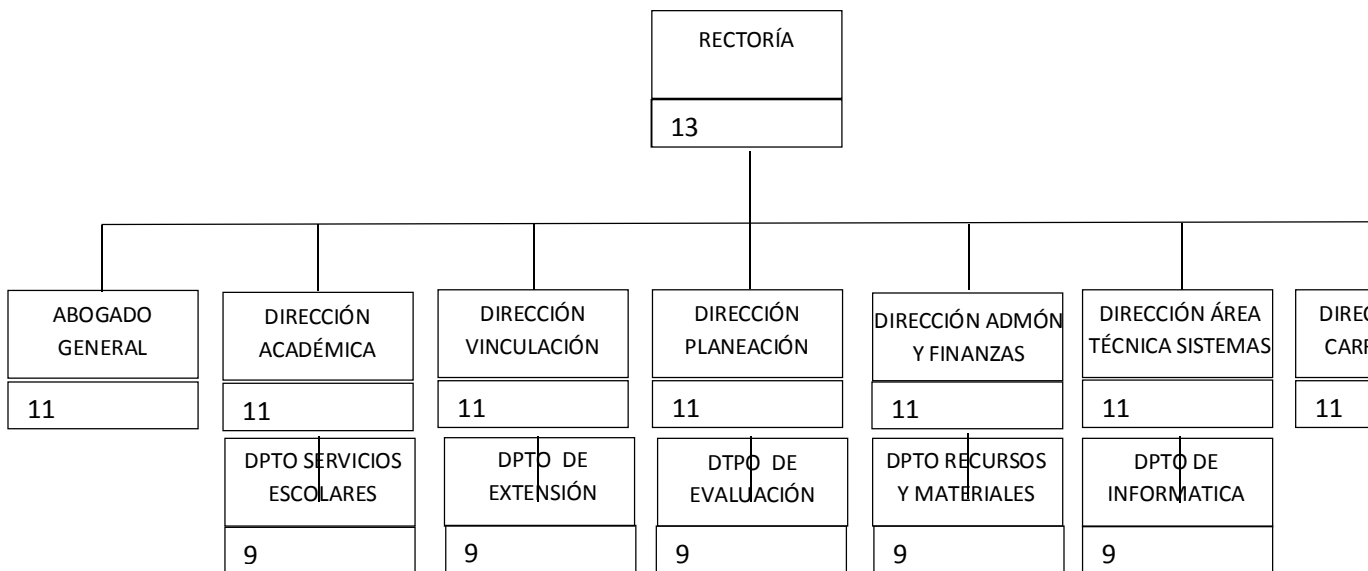 RECTORÍA
13
ABOGADO
GENERAL
11
DIRECCIÓN
ACADÉMICA
11
DIRECCIÓN
VINCULACIÓN
11
DIRECCIÓN
PLANEACIÓN
11
DIRECCIÓN ADMÓN
Y FINANZAS
11
DIRECCIÓN ÁREA
TÉCNICA SISTEMAS
11
11
DPTO SERVICIOS
ESCOLARES
9
DPTO DE
EXTENSIÓN
9
DTPO DE
EVALUACIÓN
9
DPTO RECURSOS
Y MATERIALES
9
DPTO DE
INFORMATICA
9